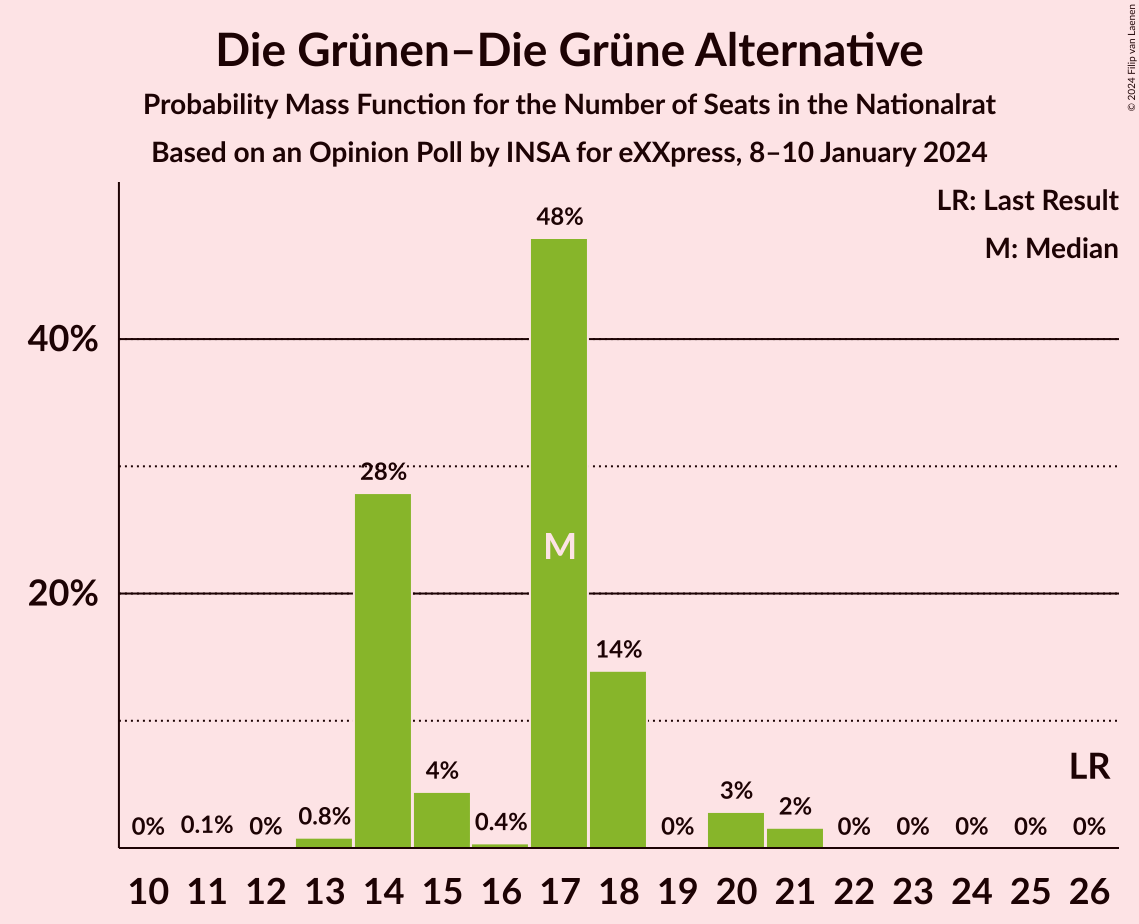 Die Grünen–Die Grüne Alternative
Probability Mass Function for the Number of Seats in the Nationalrat
Based on an Opinion Poll by INSA for eXXpress, 8–10 January 2024
© 2024 Filip van Laenen
LR: Last Result
M: Median
48%
40%
28%
M
20%
14%
LR
0% 0.1% 0% 0.8% 4% 0.4% 0% 3% 2% 0% 0% 0% 0% 0%
10 11 12 13 14 15 16 17 18 19 20 21 22 23 24 25 26